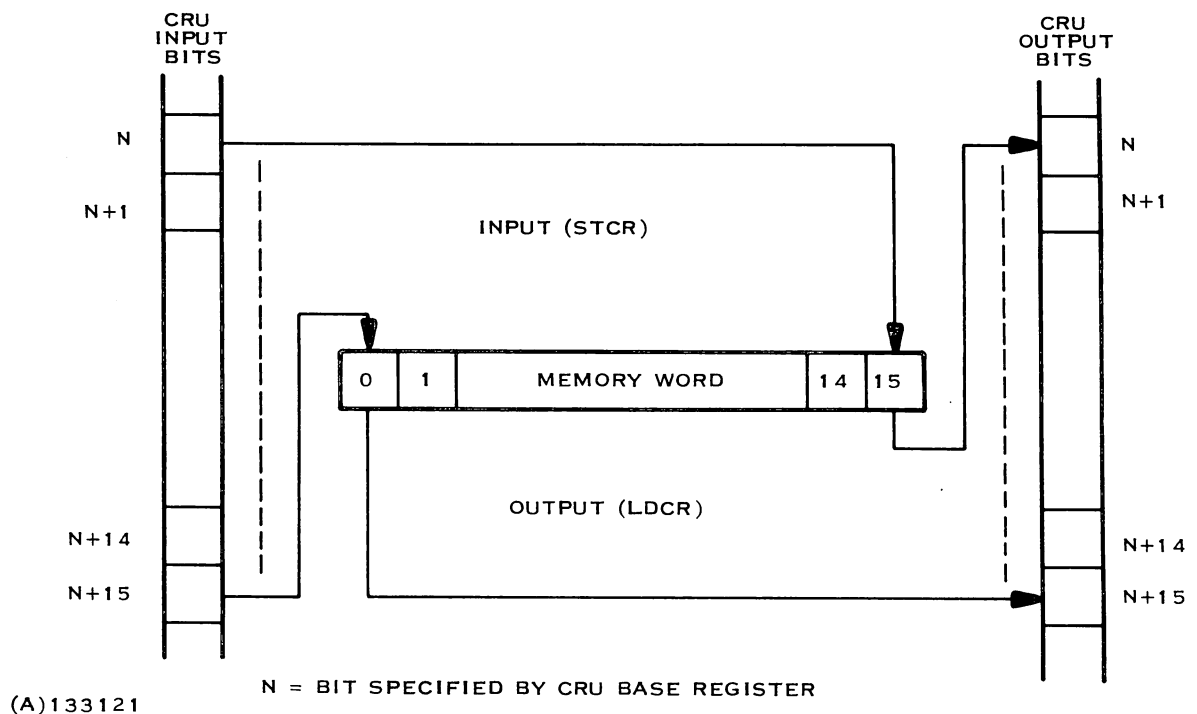 CRU
INPUT
BITS
CRU
OUTPUT
BITS
N
N
N+1
N+1
INPUT (STCR)
0 1 MEMORY WORD 14 15
OUTPUT (LDCR)
N+14
N+14
N+15
N+15
N = BIT SPECIFIED BY CRU BASE REGISTER
(A)133121